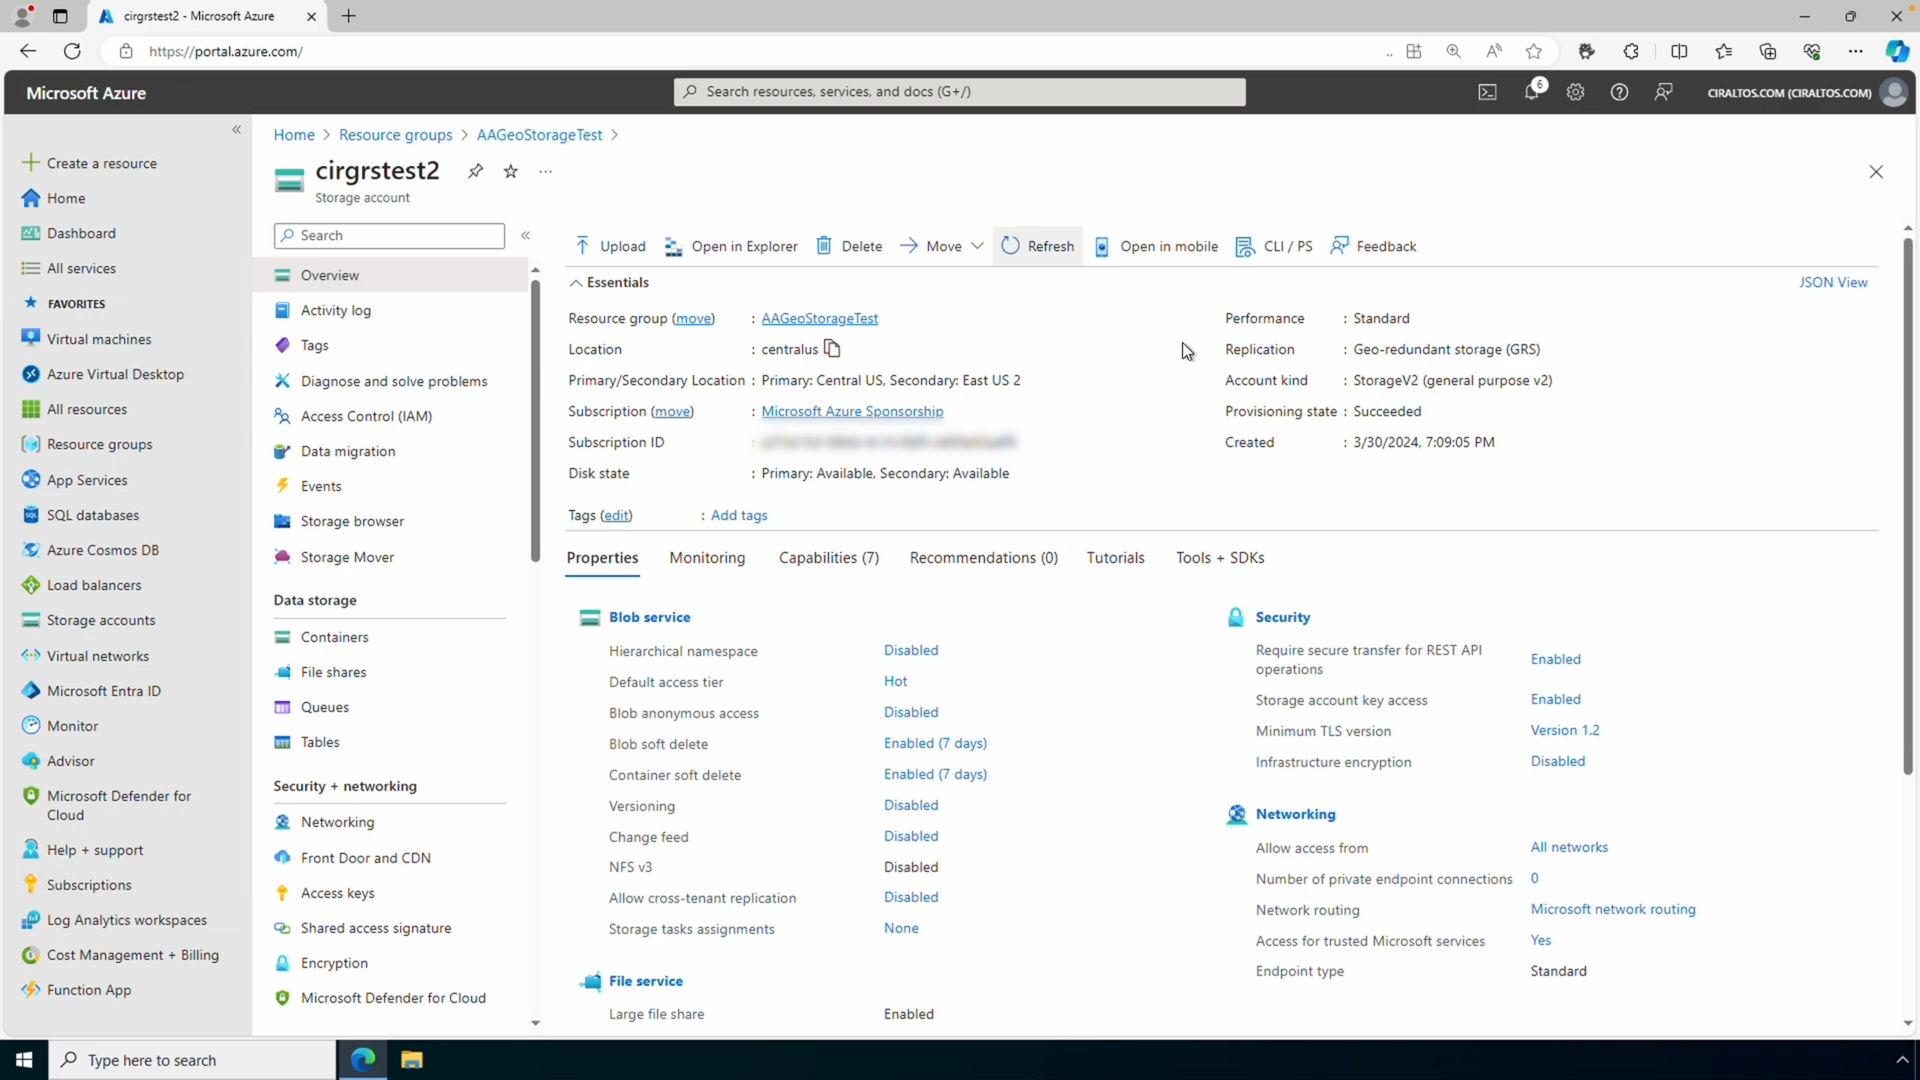 cirgrstest2 - Microsoft Azure
https://portal.azure.com/
Microsoft Azure
Search resources, services, and docs (G+/)
6
CIRALTOS.COM (CIRALTOS.COM)
Create a resource
Home
Dashboard
All services
FAVORITES
Virtual machines
Azure Virtual Desktop
All resources
Resource groups
App Services
SQL databases
Azure Cosmos DB
Load balancers
Storage accounts
Virtual networks
Microsoft Entra ID
Monitor
Advisor
Microsoft Defender for
Cloud
Help + support
Subscriptions
Log Analytics workspaces
Cost Management + Billing
Function App
Home > Resource groups > AAGeoStorageTest >
cirgrstest2
Storage account
Search
Overview
Activity log
Tags
Diagnose and solve problems
Access Control (IAM)
Data migration
Events
Storage browser
Storage Mover
Data storage
Containers
File shares
Queues
Tables
Security + networking
Networking
Front Door and CDN
Access keys
Shared access signature
Encryption
Microsoft Defender for Cloud
Upload Open in Explorer Delete Move Refresh Open in mobile CLI / PS Feedback
Essentials
JSON View
Resource group (move) : AAGeoStorageTest
Location : centralus
Primary/Secondary Location : Primary: Central US, Secondary: East US 2
Subscription (move) : Microsoft Azure Sponsorship
Subscription ID :
Disk state : Primary: Available, Secondary: Available
Performance : Standard
Replication : Geo-redundant storage (GRS)
Account kind : StorageV2 (general purpose v2)
Provisioning state : Succeeded
Created : 3/30/2024, 7:09:05 PM
Tags (edit) : Add tags
Properties Monitoring Capabilities (7) Recommendations (0) Tutorials Tools + SDKs
Blob service
Hierarchical namespace Disabled
Default access tier Hot
Blob anonymous access Disabled
Blob soft delete Enabled (7 days)
Container soft delete Enabled (7 days)
Versioning Disabled
Change feed Disabled
NFS v3 Disabled
Allow cross-tenant replication Disabled
Storage tasks assignments None
File service
Large file share Enabled
Security
Require secure transfer for REST API
operations Enabled
Storage account key access Enabled
Minimum TLS version Version 1.2
Infrastructure encryption Disabled
Networking
Allow access from All networks
Number of private endpoint connections 0
Network routing Microsoft network routing
Access for trusted Microsoft services Yes
Endpoint type Standard
Type here to search